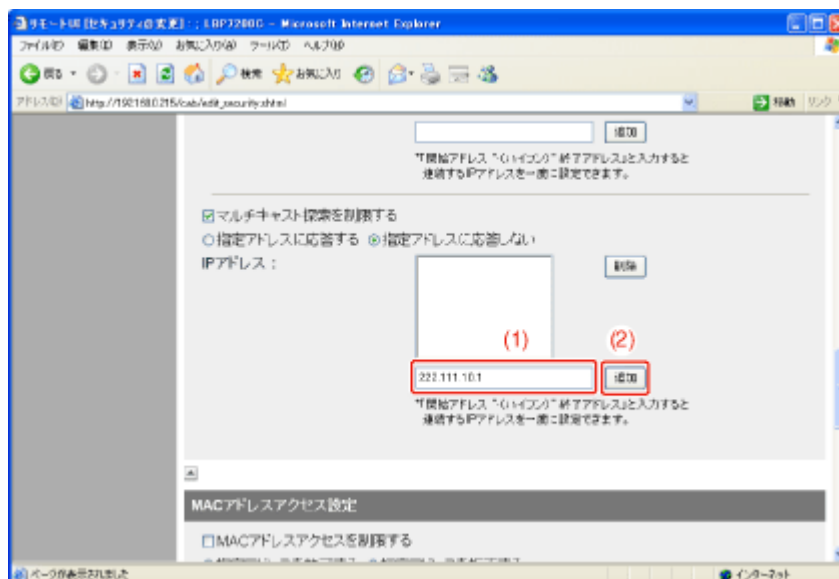 リモートUI [セキュリティの変更] : ; LBP7200C - Microsoft Internet Explorer
ファイル(F) 編集(E) 表示(V) お気に入り(A) ツール(T) ヘルプ(H)
戻る 検索 お気に入り
アドレス(D) http://192.168.0.215/cab/edit_security.shtml 移動 リンク
追加
*「開始アドレス "-(ハイフン)" 終了アドレス」と入力すると
連続するIPアドレスを一度に設定できます。
マルチキャスト探索を制限する
指定アドレスに応答する 指定アドレスに応答しない
IPアドレス :
削除
(1) (2)
222.111.10.1 追加
*「開始アドレス "-(ハイフン)" 終了アドレス」と入力すると
連続するIPアドレスを一度に設定できます。
MACアドレスアクセス設定
MACアドレスアクセスを制限する
ページが表示されました インターネット